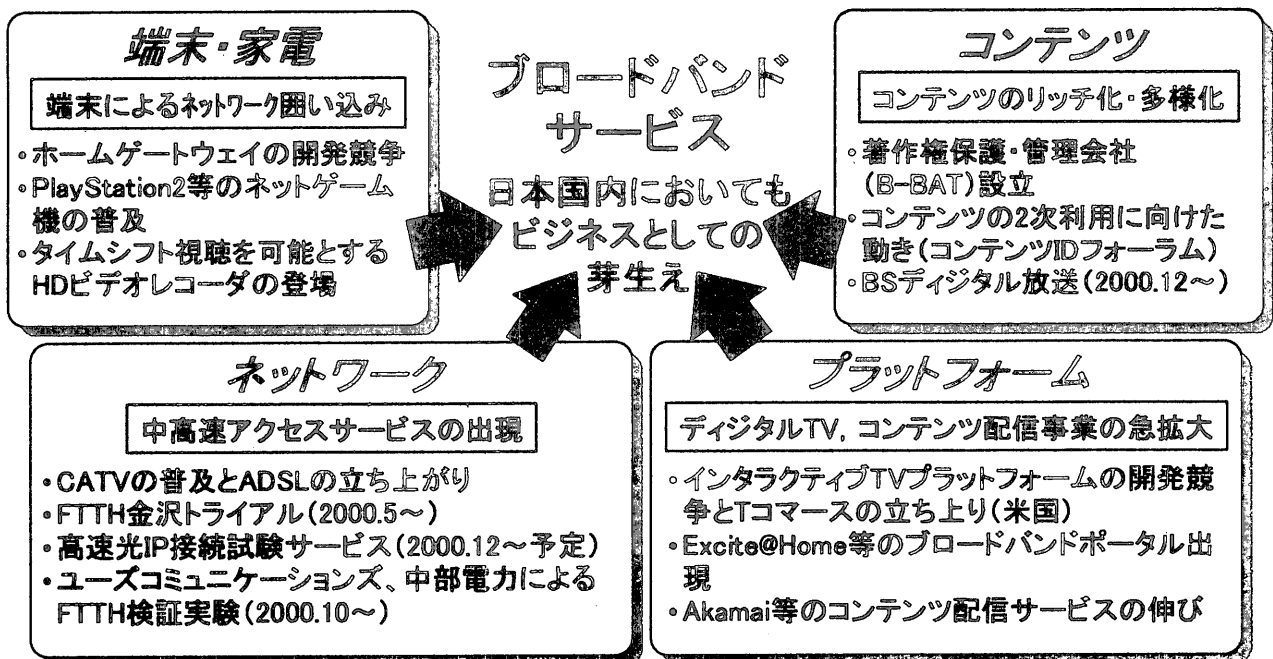 端末・家電
端末によるネットワーク囲い込み
・ホームゲートウェイの開発競争
・PlayStation2等のネットゲーム
機の普及
・タイムシフト視聴を可能とする
HDビデオレコーダの登場
ブロードバンド
サービス
日本国内においても
ビジネスとしての
芽生え
コンテンツ
コンテンツのリッチ化・多様化
・著作権保護・管理会社
(B-BAT)設立
・コンテンツの2次利用に向けた
動き(コンテンツIDフォーラム)
・BSディジタル放送(2000.12～)
ネットワーク
中高速アクセスサービスの出現
・CATVの普及とADSLの立ち上がり
・FTTH金沢トライアル(2000.5～)
・高速光IP接続試験サービス(2000.12～予定)
・ユーズコミュニケーションズ、中部電力による
FTTH検証実験(2000.10～)
プラットフォーム
ディジタルTV, コンテンツ配信事業の急拡大
・インタラクティブTVプラットフォームの開発競
争とTコマースの立ち上り(米国)
・Excite@Home等のブロードバンドポータル出
現
・Akamai等のコンテンツ配信サービスの伸び